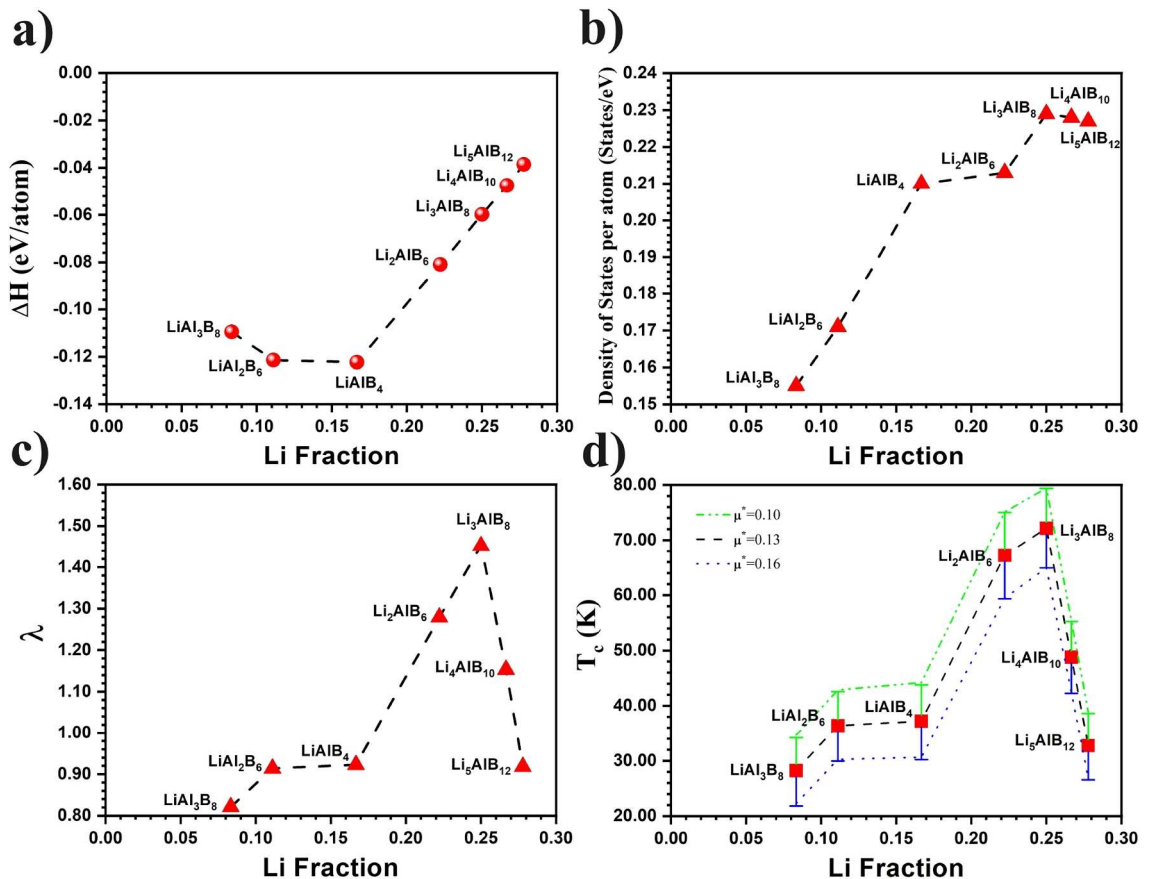 a)
0.00
-0.02
-0.04
-0.06
-0.08
-0.10
-0.12
-0.14
ΔH (eV/atom)
LiAl₃B₈
LiAl₂B₆
LiAlB₄
Li₂AlB₆
Li₃AlB₈
Li₄AlB₁₀
Li₅AlB₁₂
0.00 0.05 0.10 0.15 0.20 0.25 0.30
Li Fraction
b)
0.24
0.23
0.22
0.21
0.20
0.19
0.18
0.17
0.16
0.15
Density of States per atom (States/eV)
LiAl₃B₈
LiAl₂B₆
LiAlB₄
Li₂AlB₆
Li₃AlB₈
Li₄AlB₁₀
Li₅AlB₁₂
0.00 0.05 0.10 0.15 0.20 0.25 0.30
Li Fraction
c)
1.60
1.50
1.40
1.30
1.20
1.10
1.00
0.90
0.80
λ
LiAl₃B₈
LiAl₂B₆
LiAlB₄
Li₂AlB₆
Li₃AlB₈
Li₄AlB₁₀
Li₅AlB₁₂
0.00 0.05 0.10 0.15 0.20 0.25 0.30
Li Fraction
d)
80.00
70.00
60.00
50.00
40.00
30.00
20.00
T_c (K)
μ*=0.10
μ*=0.13
μ*=0.16
LiAl₃B₈
LiAl₂B₆
LiAlB₄
Li₂AlB₆
Li₃AlB₈
Li₄AlB₁₀
Li₅AlB₁₂
0.00 0.05 0.10 0.15 0.20 0.25 0.30
Li Fraction